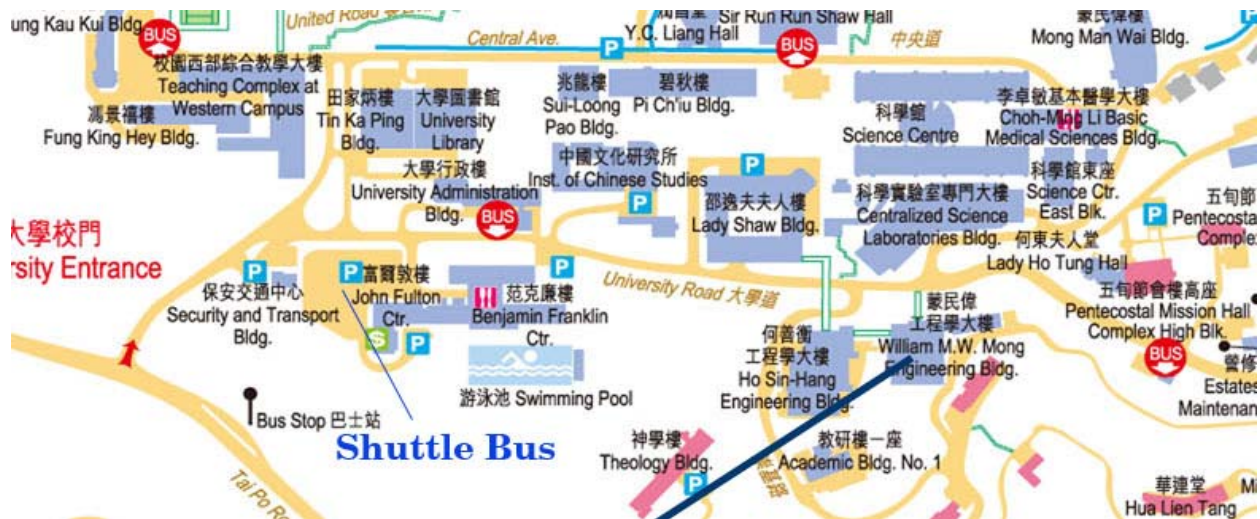 ung Kau Kui Bldg.
BUS
United Road
Central Ave.
P
Y.C. Liang Hall
Sir Run Run Shaw Hall
BUS
中央道
蒙民偉樓
Mong Man Wai Bldg.
P
校園西部綜合教學大樓
Teaching Complex at
Western Campus
馮景禧樓
Fung King Hey Bldg.
田家炳樓
Tin Ka Ping
Bldg.
大學圖書館
University
Library
兆龍樓
Sui-Loong
Pao Bldg.
碧秋樓
Pi Ch'iu Bldg.
科學館
Science Centre
李卓敏基本醫學大樓
Choh-Ming Li Basic
Medical Sciences Bldg.
大學行政樓
University Administration
Bldg.
BUS
中國文化研究所
Inst. of Chinese Studies
P
P
邵逸夫夫人樓
Lady Shaw Bldg.
科學實驗室專門大樓
Centralized Science
Laboratories Bldg.
科學館東座
Science Ctr.
East Blk.
何東夫人堂
Lady Ho Tung Hall
P
五旬節
Pentecosta
Complex
大學校門
rsity Entrance
P
保安交通中心
Security and Transport
Bldg.
P
富爾敦樓
John Fulton
Ctr.
S
P
范克廉樓
Benjamin Franklin
Ctr.
P
University Road 大學道
五旬節會樓高座
Pentecostal Mission Hall
Complex High Blk.
BUS
游泳池 Swimming Pool
何善衡
工程學大樓
Ho Sin-Hang
Engineering Bldg.
蒙民偉
工程學大樓
William M.W. Mong
Engineering Bldg.
營修
Estates
Maintenan
Bus Stop 巴士站
Shuttle Bus
神學樓
Theology Bldg.
P
教研樓一座
Academic Bldg. No. 1
Tai Po Ro
華連堂
Hua Lien Tang
Mi